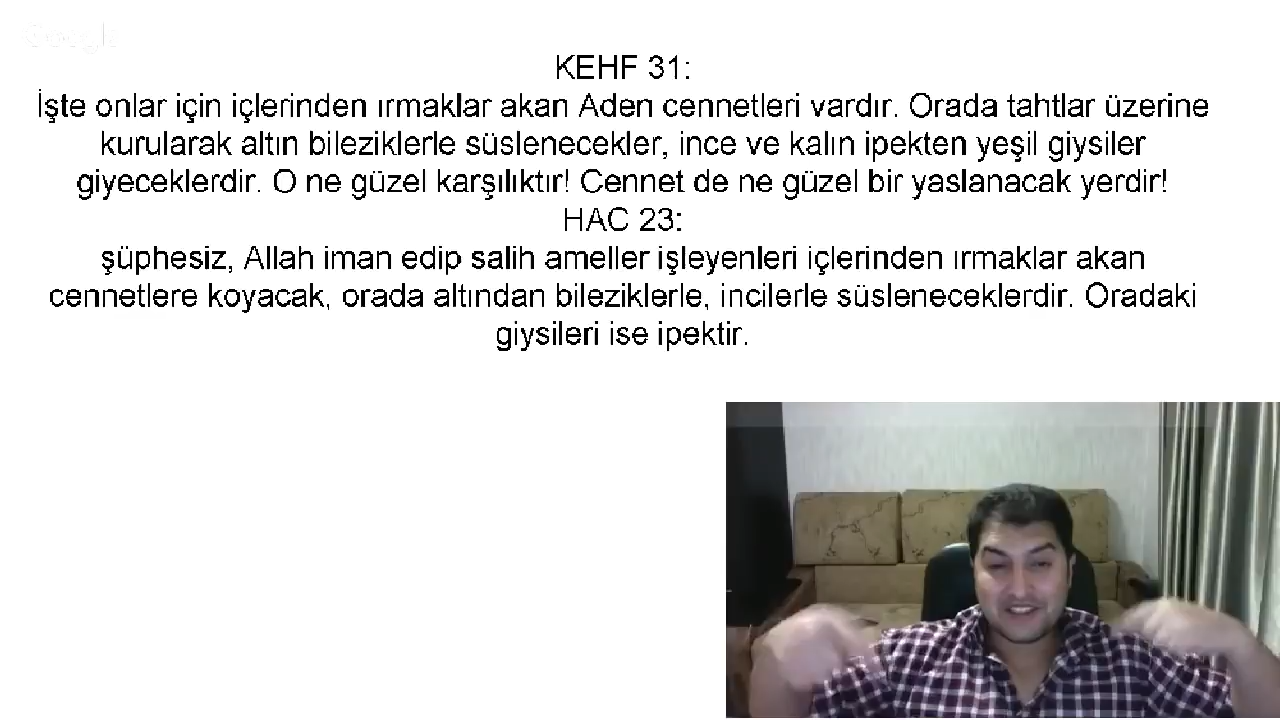 KEHF 31:
İşte onlar için içlerinden ırmaklar akan Aden cennetleri vardır. Orada tahtlar üzerine
kurularak altın bileziklerle süslenecekler, ince ve kalın ipekten yeşil giysiler
giyeceklerdir. O ne güzel karşılıktır! Cennet de ne güzel bir yaslanacak yerdir!
HAC 23:
şüphesiz, Allah iman edip salih ameller işleyenleri içlerinden ırmaklar akan
cennetlere koyacak, orada altından bileziklerle, incilerle süsleneceklerdir. Oradaki
giysileri ise ipektir.